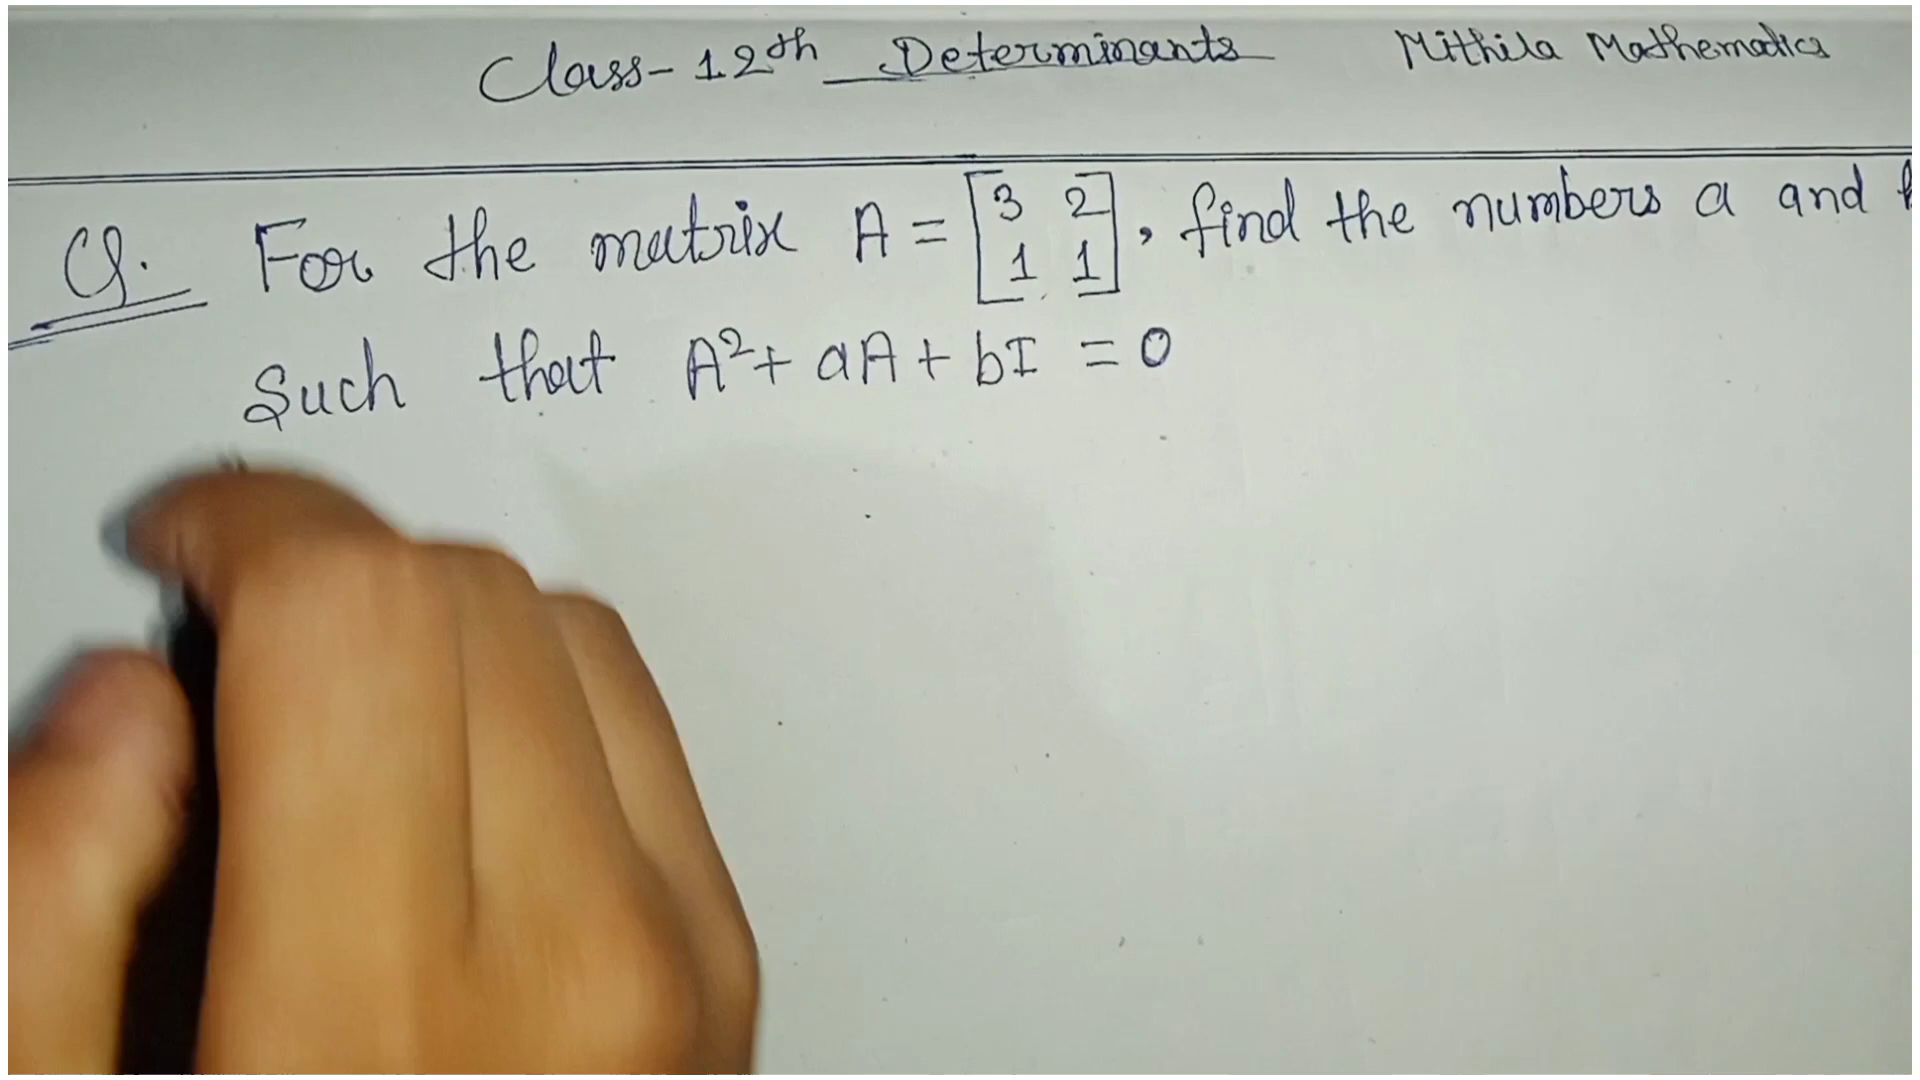 Class-12th Determinants Mithila Mathematics
Q. For the matrix A = [3 2
1 1], find the numbers a and
Such that A²+ aA + bI = 0